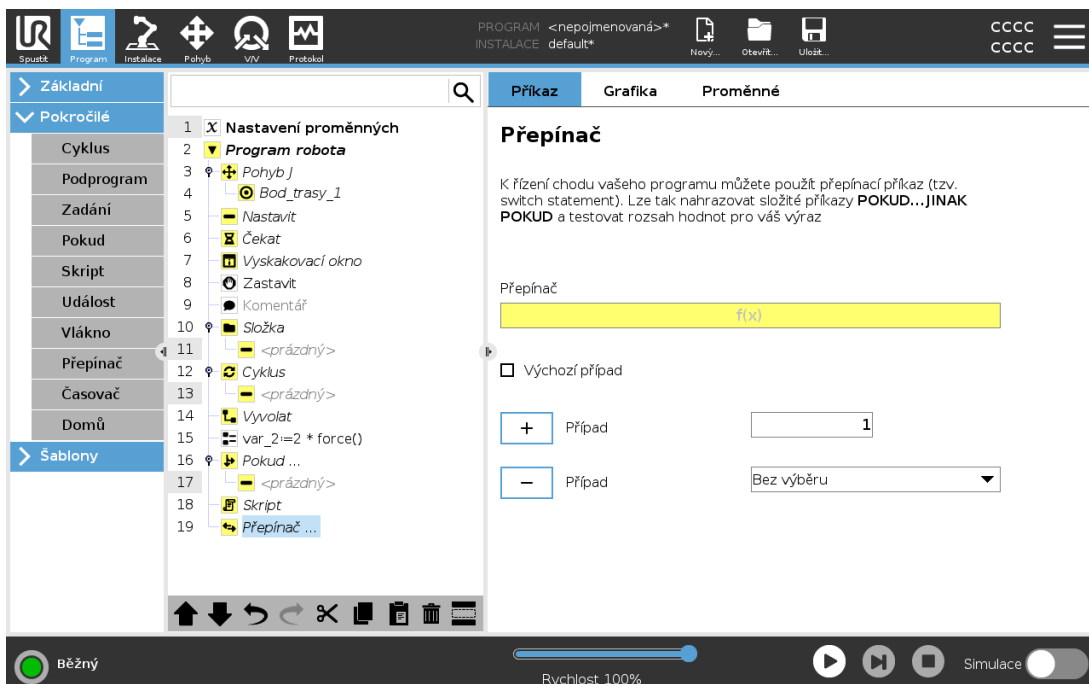 PROGRAM <nepojmenovaná>*
INSTALACE default*
Spustit
Program
Instalace
Pohyb
V/V
Protokol
Nový...
Otevřít...
Uložit...
CCCC
CCCC
Základní
Pokročilé
Cyklus
Podprogram
Zadání
Pokud
Skript
Událost
Vlákno
Přepínač
Časovač
Domů
Šablony
1 x Nastavení proměnných
2 Program robota
3 Pohyb J
4 Bod_trasy_1
5 Nastavit
6 Čekat
7 Vyskakovací okno
8 Zastavit
9 Komentář
10 Složka
11 <prázdný>
12 Cyklus
13 <prázdný>
14 Vyvolat
15 var_2:=2 * force()
16 Pokud ...
17 <prázdný>
18 Skript
19 Přepínač ...
Příkaz
Grafika
Proměnné
Přepínač
K řízení chodu vašeho programu můžete použít přepínací příkaz (tzv.
switch statement). Lze tak nahrazovat složité příkazy POKUD...JINAK
POKUD a testovat rozsah hodnot pro váš výraz
Přepínač
f(x)
Výchozí případ
+ Případ 1
− Případ Bez výběru
Běžný
Rychlost 100%
Simulace